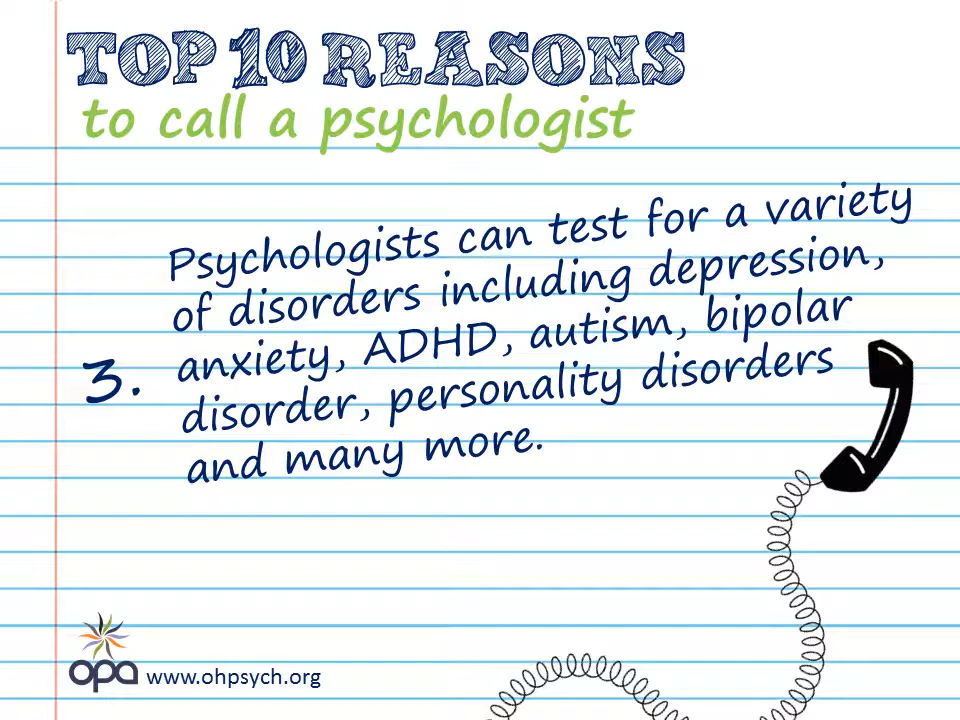 TOP 10 REASONS
to call a psychologist
3.
Psychologists can test for a variety
of disorders including depression,
anxiety, ADHD, autism, bipolar
disorder, personality disorders
and many more.
opa
www.ohpsych.org